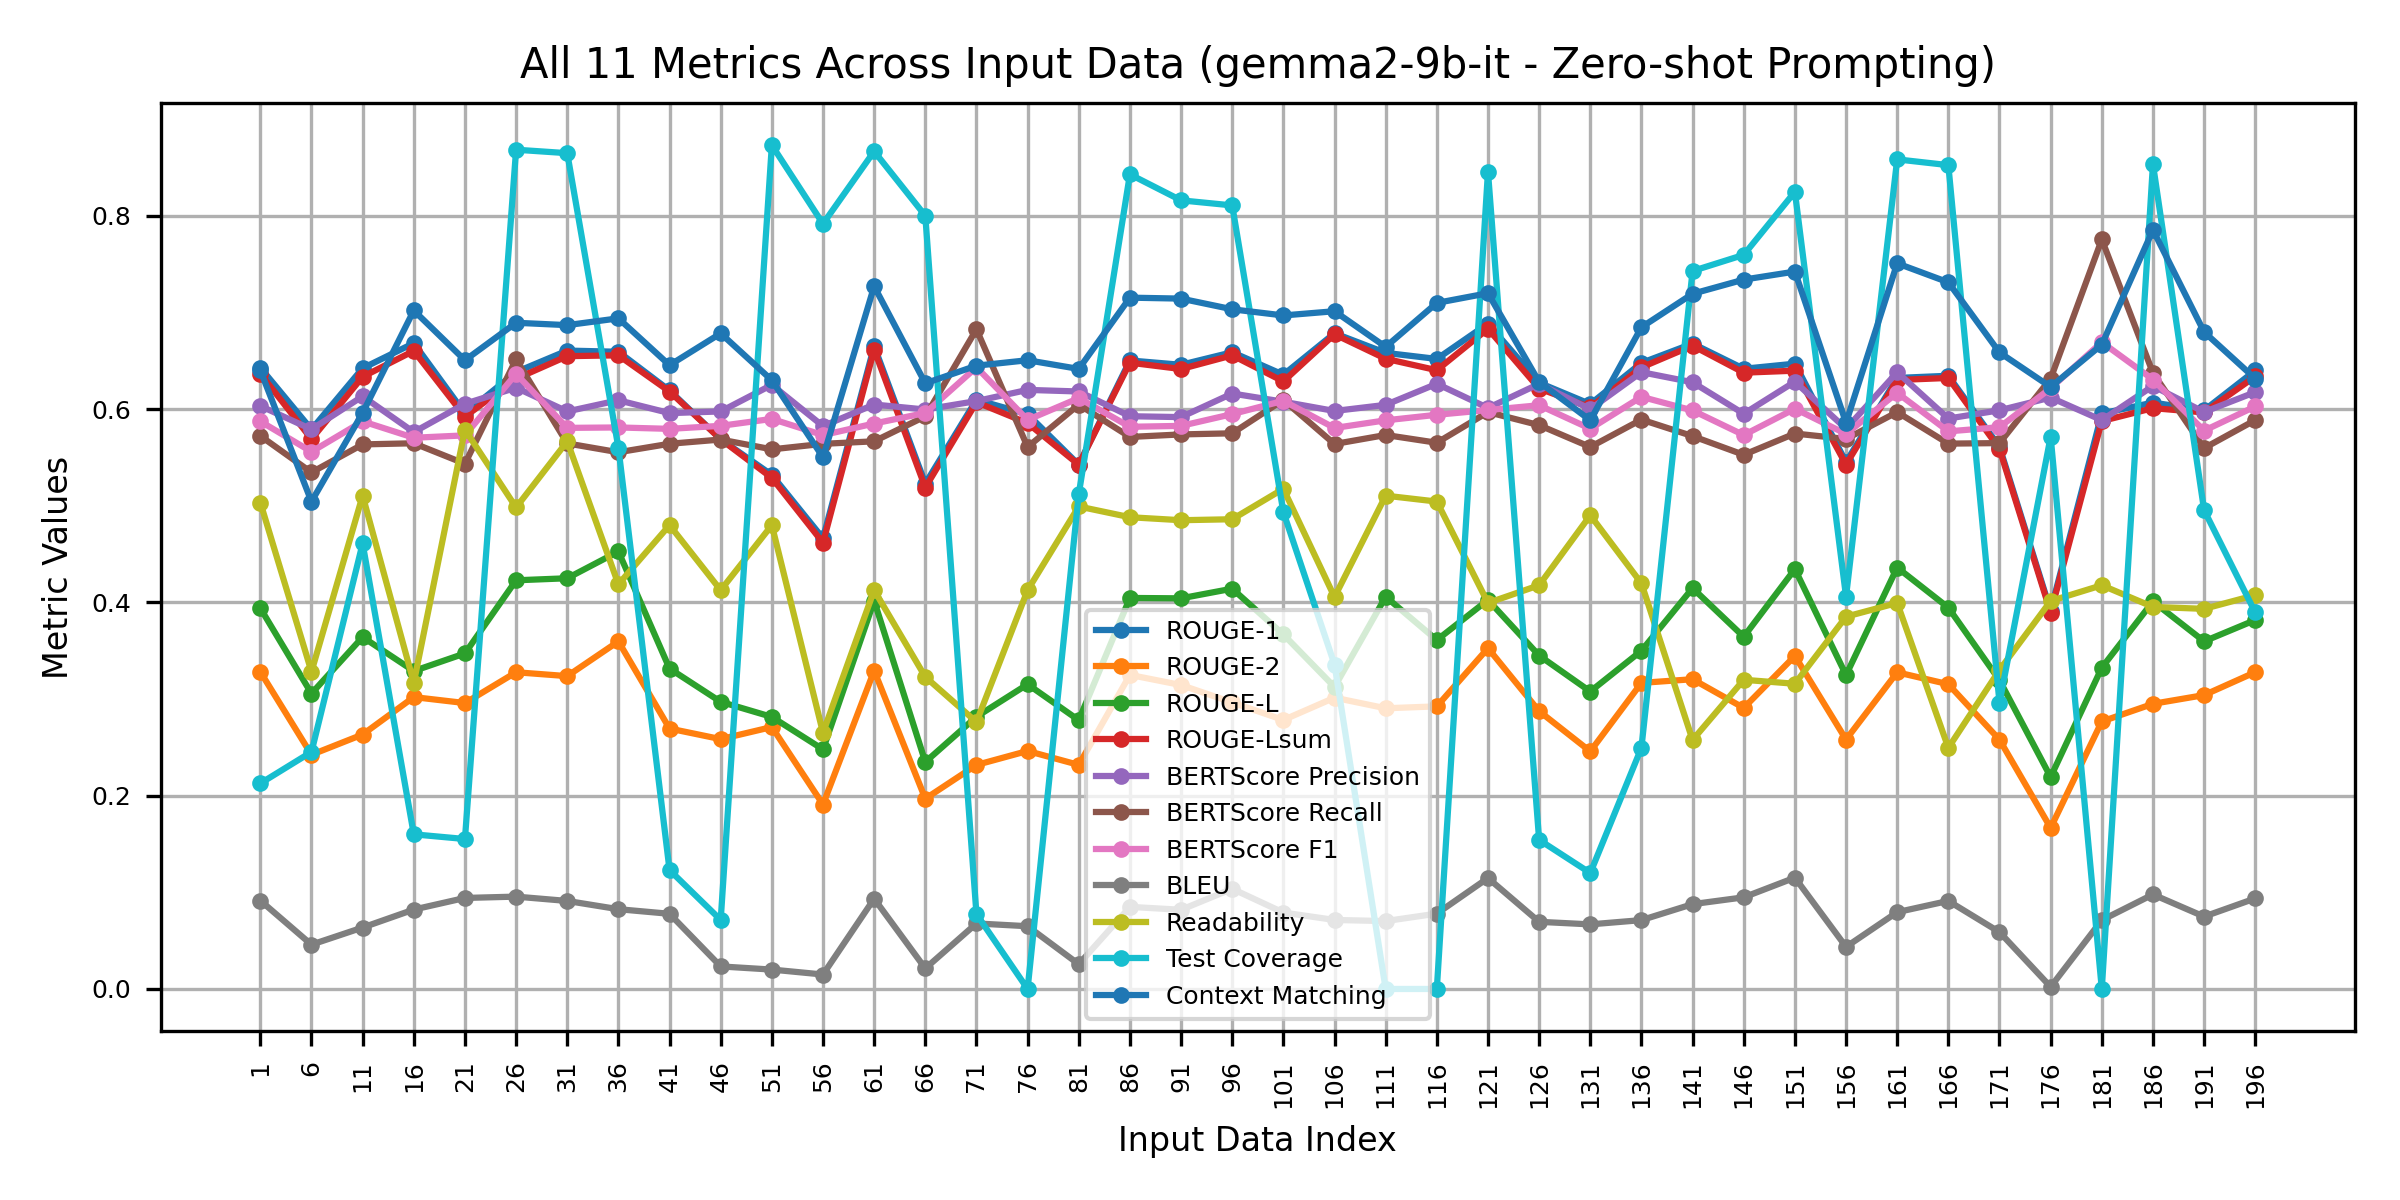 All 11 Metrics Across Input Data (gemma2-9b-it - Zero-shot Prompting)
Metric Values
0.8
0.6
0.4
0.2
0.0
ROUGE-1
ROUGE-2
ROUGE-L
ROUGE-Lsum
BERTScore Precision
BERTScore Recall
BERTScore F1
BLEU
Readability
Test Coverage
Context Matching
1 6 11 16 21 26 31 36 41 46 51 56 61 66 71 76 81 86 91 96 101 106 111 116 121 126 131 136 141 146 151 156 161 166 171 176 181 186 191 196
Input Data Index